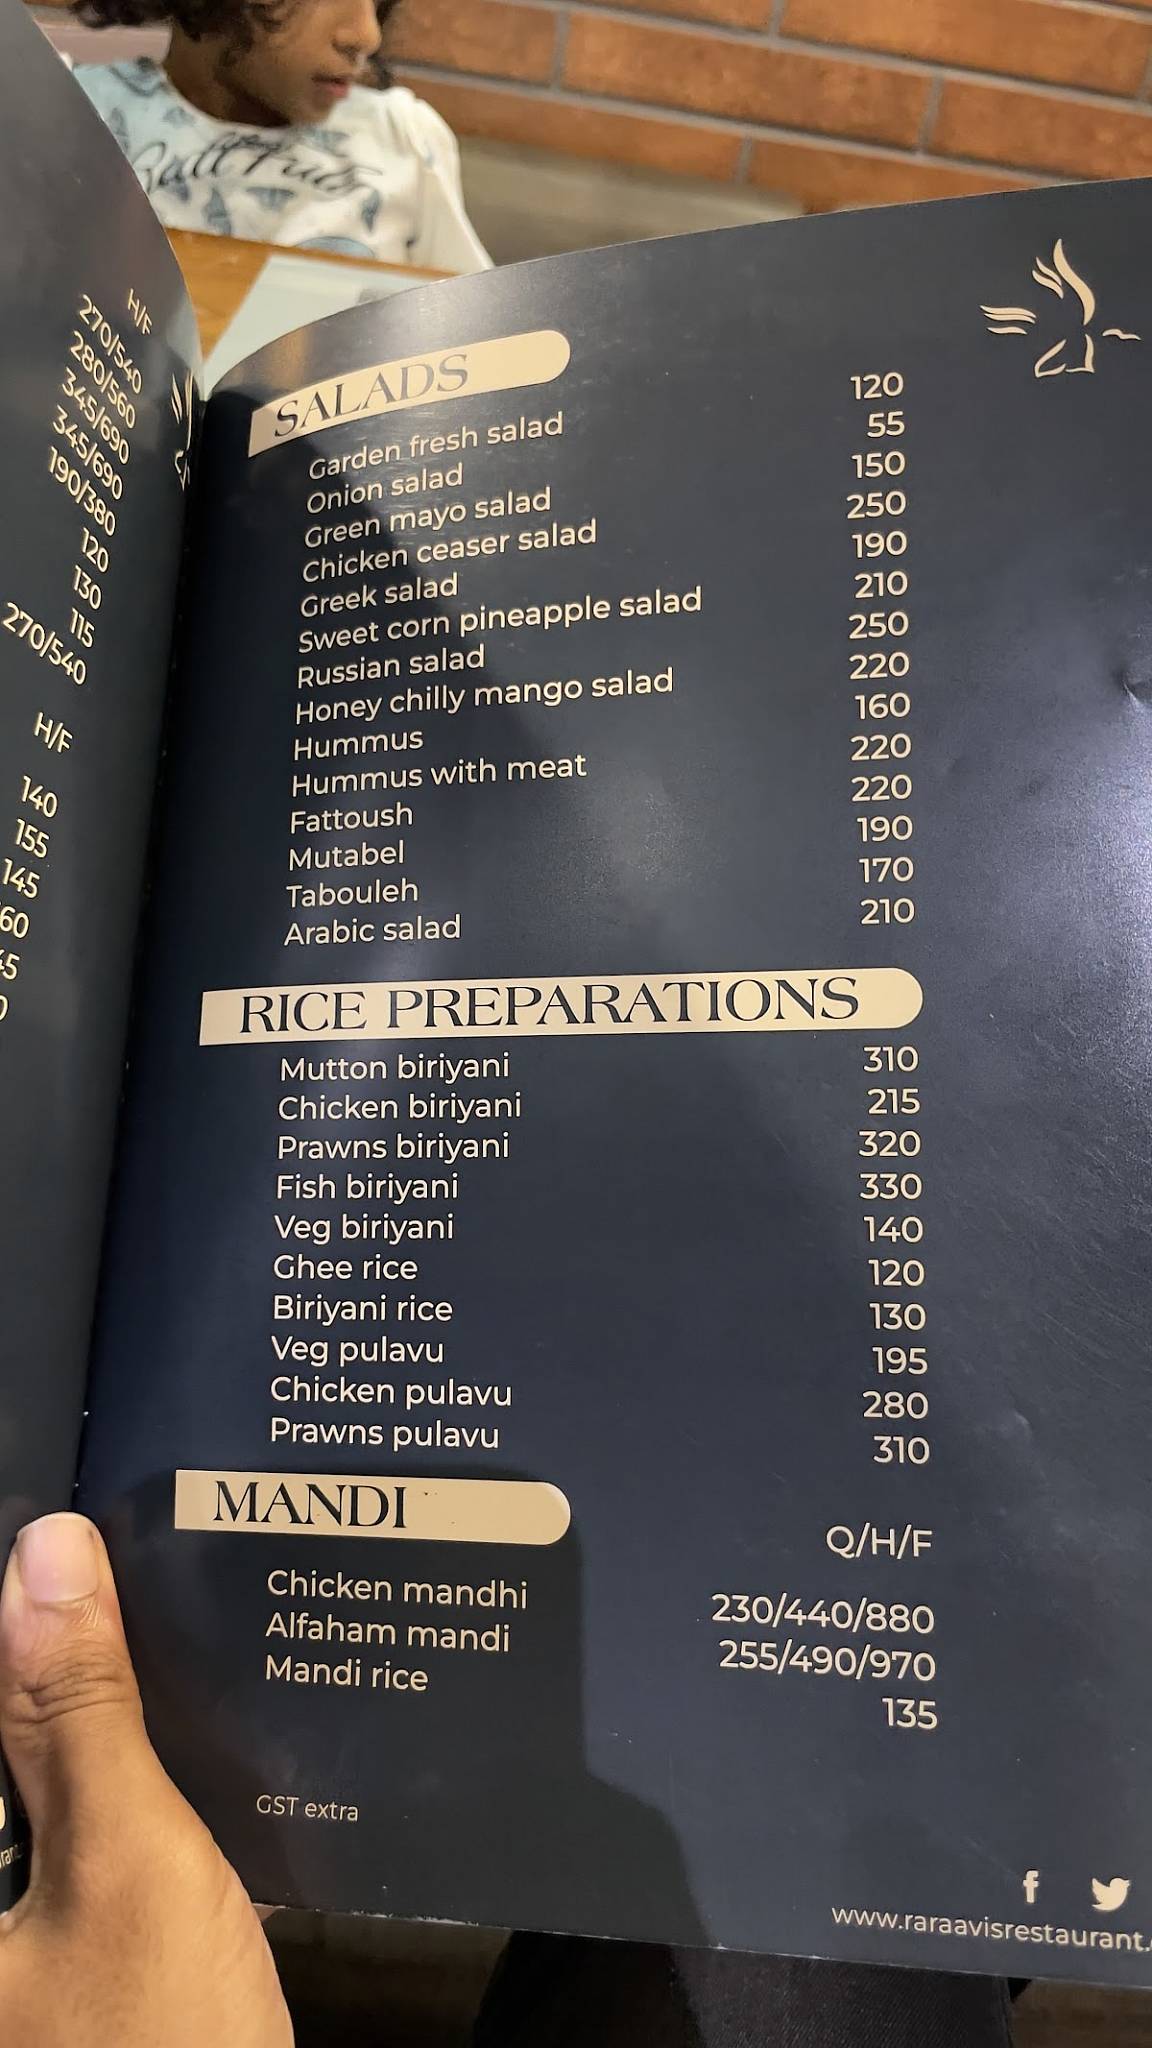 H/F
270/540
280/560
345/690
345/690
190/380
120
130
115
270/540
H/F
140
155
145
SALADS
Garden fresh salad 120
Onion salad 55
Green mayo salad 150
Chicken ceaser salad 250
Greek salad 190
Sweet corn pineapple salad 210
Russian salad 250
Honey chilly mango salad 220
Hummus 160
Hummus with meat 220
Fattoush 220
Mutabel 190
Tabouleh 170
Arabic salad 210
RICE PREPARATIONS
Mutton biriyani 310
Chicken biriyani 215
Prawns biriyani 320
Fish biriyani 330
Veg biriyani 140
Ghee rice 120
Biriyani rice 130
Veg pulavu 195
Chicken pulavu 280
Prawns pulavu 310
MANDI
Q/H/F
Chicken mandhi 230/440/880
Alfaham mandi 255/490/970
Mandi rice 135
GST extra
www.raraavisrestaurant.